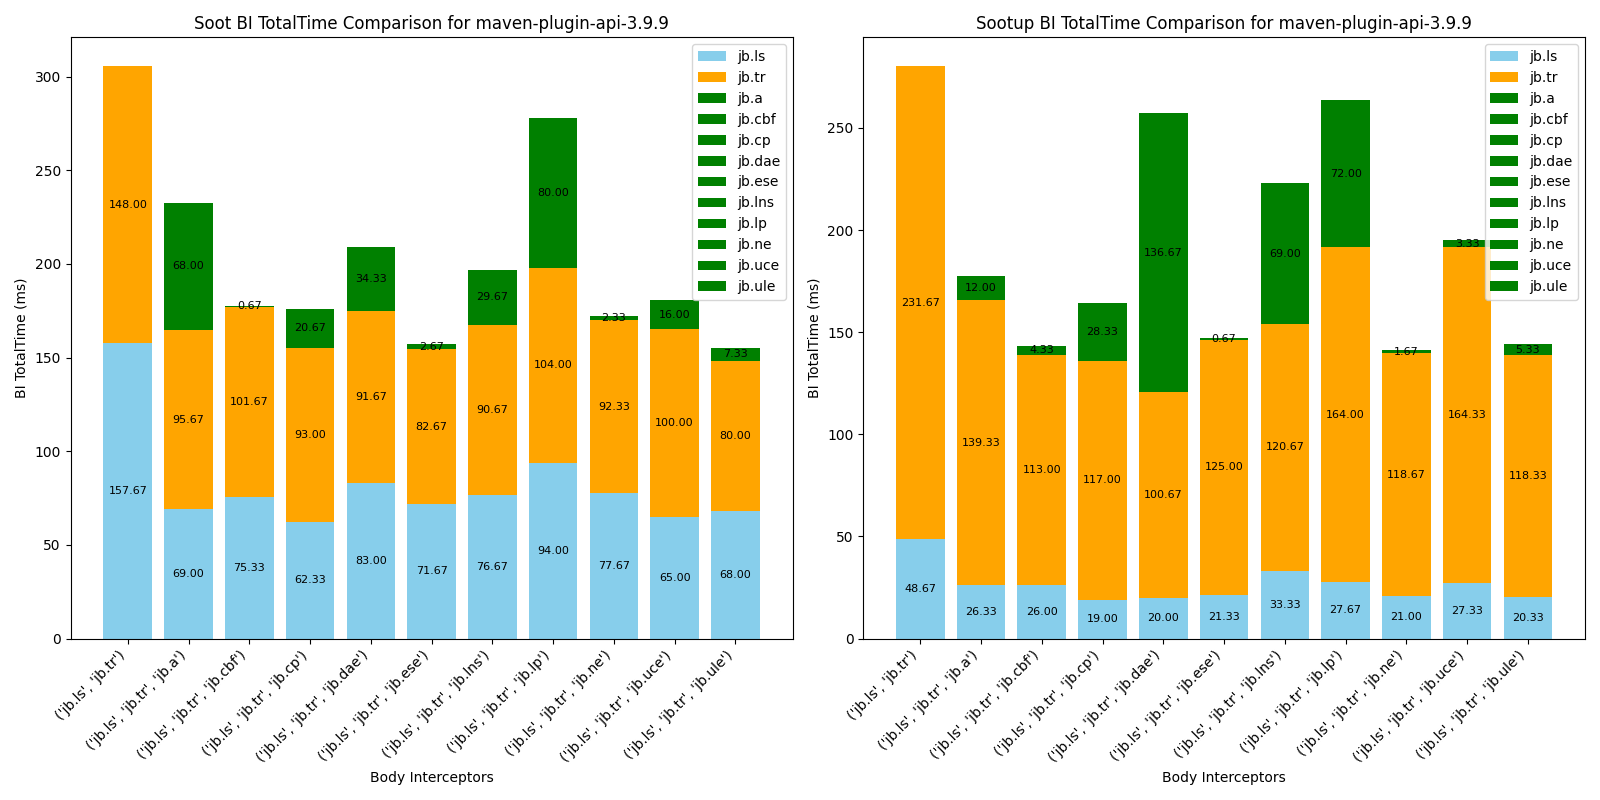 Soot BI TotalTime Comparison for maven-plugin-api-3.9.9
BI TotalTime (ms)
300
250
200
150
100
50
0
jb.ls
jb.tr
jb.a
jb.cbf
jb.cp
jb.dae
jb.ese
jb.lns
jb.lp
jb.ne
jb.uce
jb.ule
148.00
157.67
68.00
95.67
69.00
0.67
101.67
75.33
20.67
93.00
62.33
34.33
91.67
83.00
2.67
82.67
71.67
29.67
90.67
76.67
80.00
104.00
94.00
2.33
92.33
77.67
16.00
100.00
65.00
7.33
80.00
68.00
('jb.ls', 'jb.tr')
('jb.ls', 'jb.tr', 'jb.a')
('jb.ls', 'jb.tr', 'jb.cbf')
('jb.ls', 'jb.tr', 'jb.cp')
('jb.ls', 'jb.tr', 'jb.dae')
('jb.ls', 'jb.tr', 'jb.ese')
('jb.ls', 'jb.tr', 'jb.lns')
('jb.ls', 'jb.tr', 'jb.lp')
('jb.ls', 'jb.tr', 'jb.ne')
('jb.ls', 'jb.tr', 'jb.uce')
('jb.ls', 'jb.tr', 'jb.ule')
Body Interceptors
Sootup BI TotalTime Comparison for maven-plugin-api-3.9.9
BI TotalTime (ms)
250
200
150
100
50
0
jb.ls
jb.tr
jb.a
jb.cbf
jb.cp
jb.dae
jb.ese
jb.lns
jb.lp
jb.ne
jb.uce
jb.ule
231.67
48.67
12.00
139.33
26.33
4.33
113.00
26.00
28.33
117.00
19.00
136.67
100.67
20.00
0.67
125.00
21.33
69.00
120.67
33.33
72.00
164.00
27.67
1.67
118.67
21.00
3.33
164.33
27.33
5.33
118.33
20.33
('jb.ls', 'jb.tr')
('jb.ls', 'jb.tr', 'jb.a')
('jb.ls', 'jb.tr', 'jb.cbf')
('jb.ls', 'jb.tr', 'jb.cp')
('jb.ls', 'jb.tr', 'jb.dae')
('jb.ls', 'jb.tr', 'jb.ese')
('jb.ls', 'jb.tr', 'jb.lns')
('jb.ls', 'jb.tr', 'jb.lp')
('jb.ls', 'jb.tr', 'jb.ne')
('jb.ls', 'jb.tr', 'jb.uce')
('jb.ls', 'jb.tr', 'jb.ule')
Body Interceptors